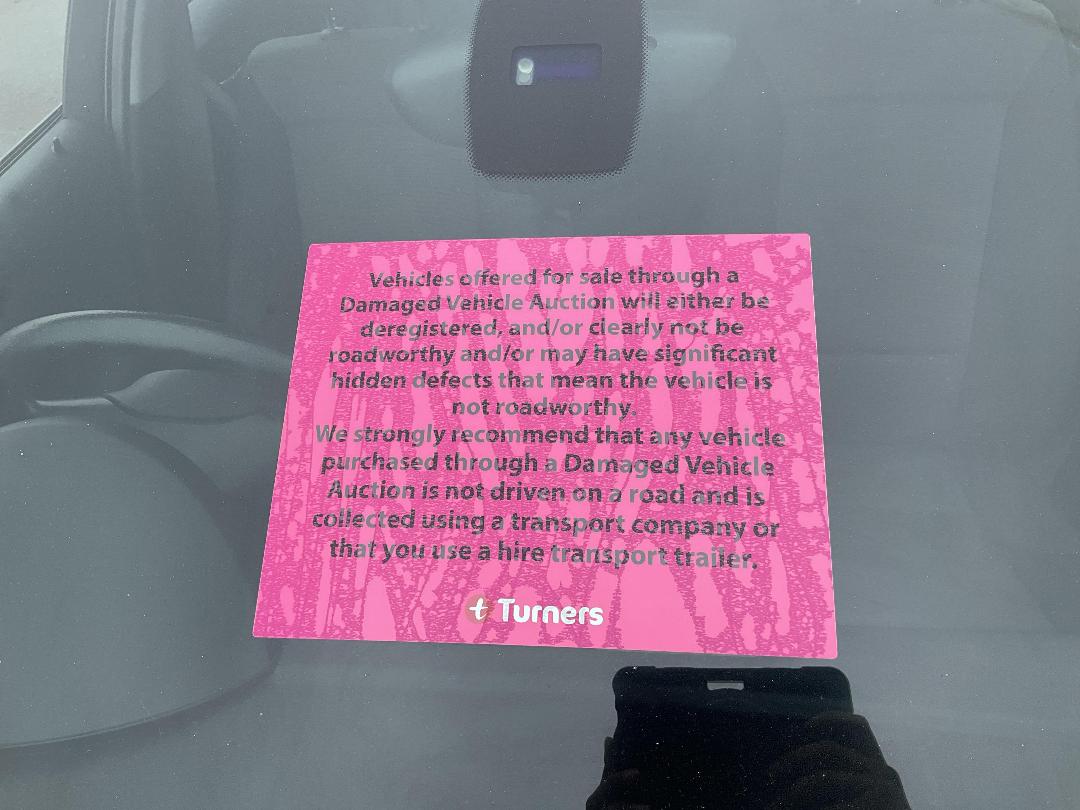 Vehicles offered for sale through a
Damaged Vehicle Auction will either be
deregistered, and/or clearly not be
roadworthy and/or may have significant
hidden defects that mean the vehicle is
not roadworthy.
We strongly recommend that any vehicle
purchased through a Damaged Vehicle
Auction is not driven on a road and is
collected using a transport company or
that you use a hire transport trailer.
t Turners